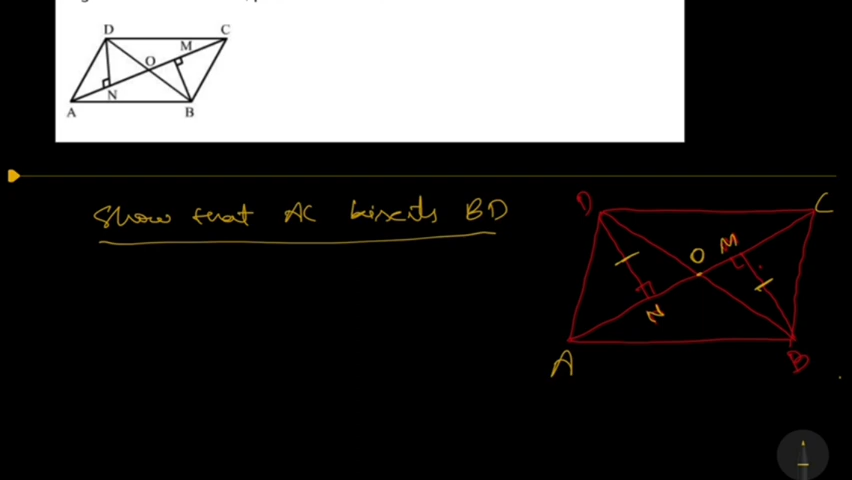 D C
M
O
N
A B
Show that AC bisects BD
D C
O M
N
A B